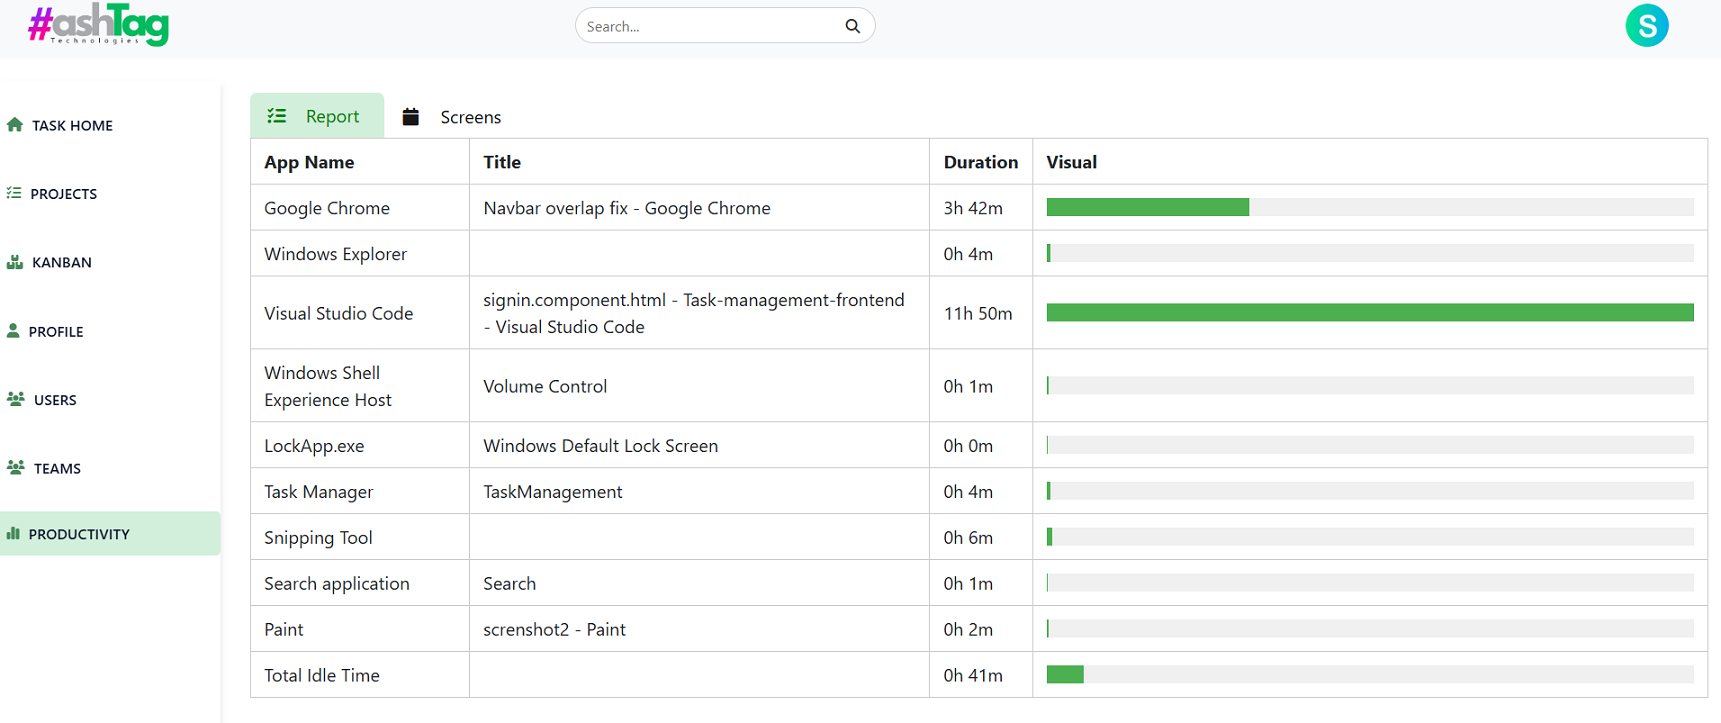 #ashTag
Technologies
Search...
S
TASK HOME
PROJECTS
KANBAN
PROFILE
USERS
TEAMS
PRODUCTIVITY
Report Screens
App Name Title Duration Visual
Google Chrome Navbar overlap fix - Google Chrome 3h 42m
Windows Explorer 0h 4m
Visual Studio Code signin.component.html - Task-management-frontend
- Visual Studio Code 11h 50m
Windows Shell
Experience Host Volume Control 0h 1m
LockApp.exe Windows Default Lock Screen 0h 0m
Task Manager TaskManagement 0h 4m
Snipping Tool 0h 6m
Search application Search 0h 1m
Paint screnshot2 - Paint 0h 2m
Total Idle Time 0h 41m